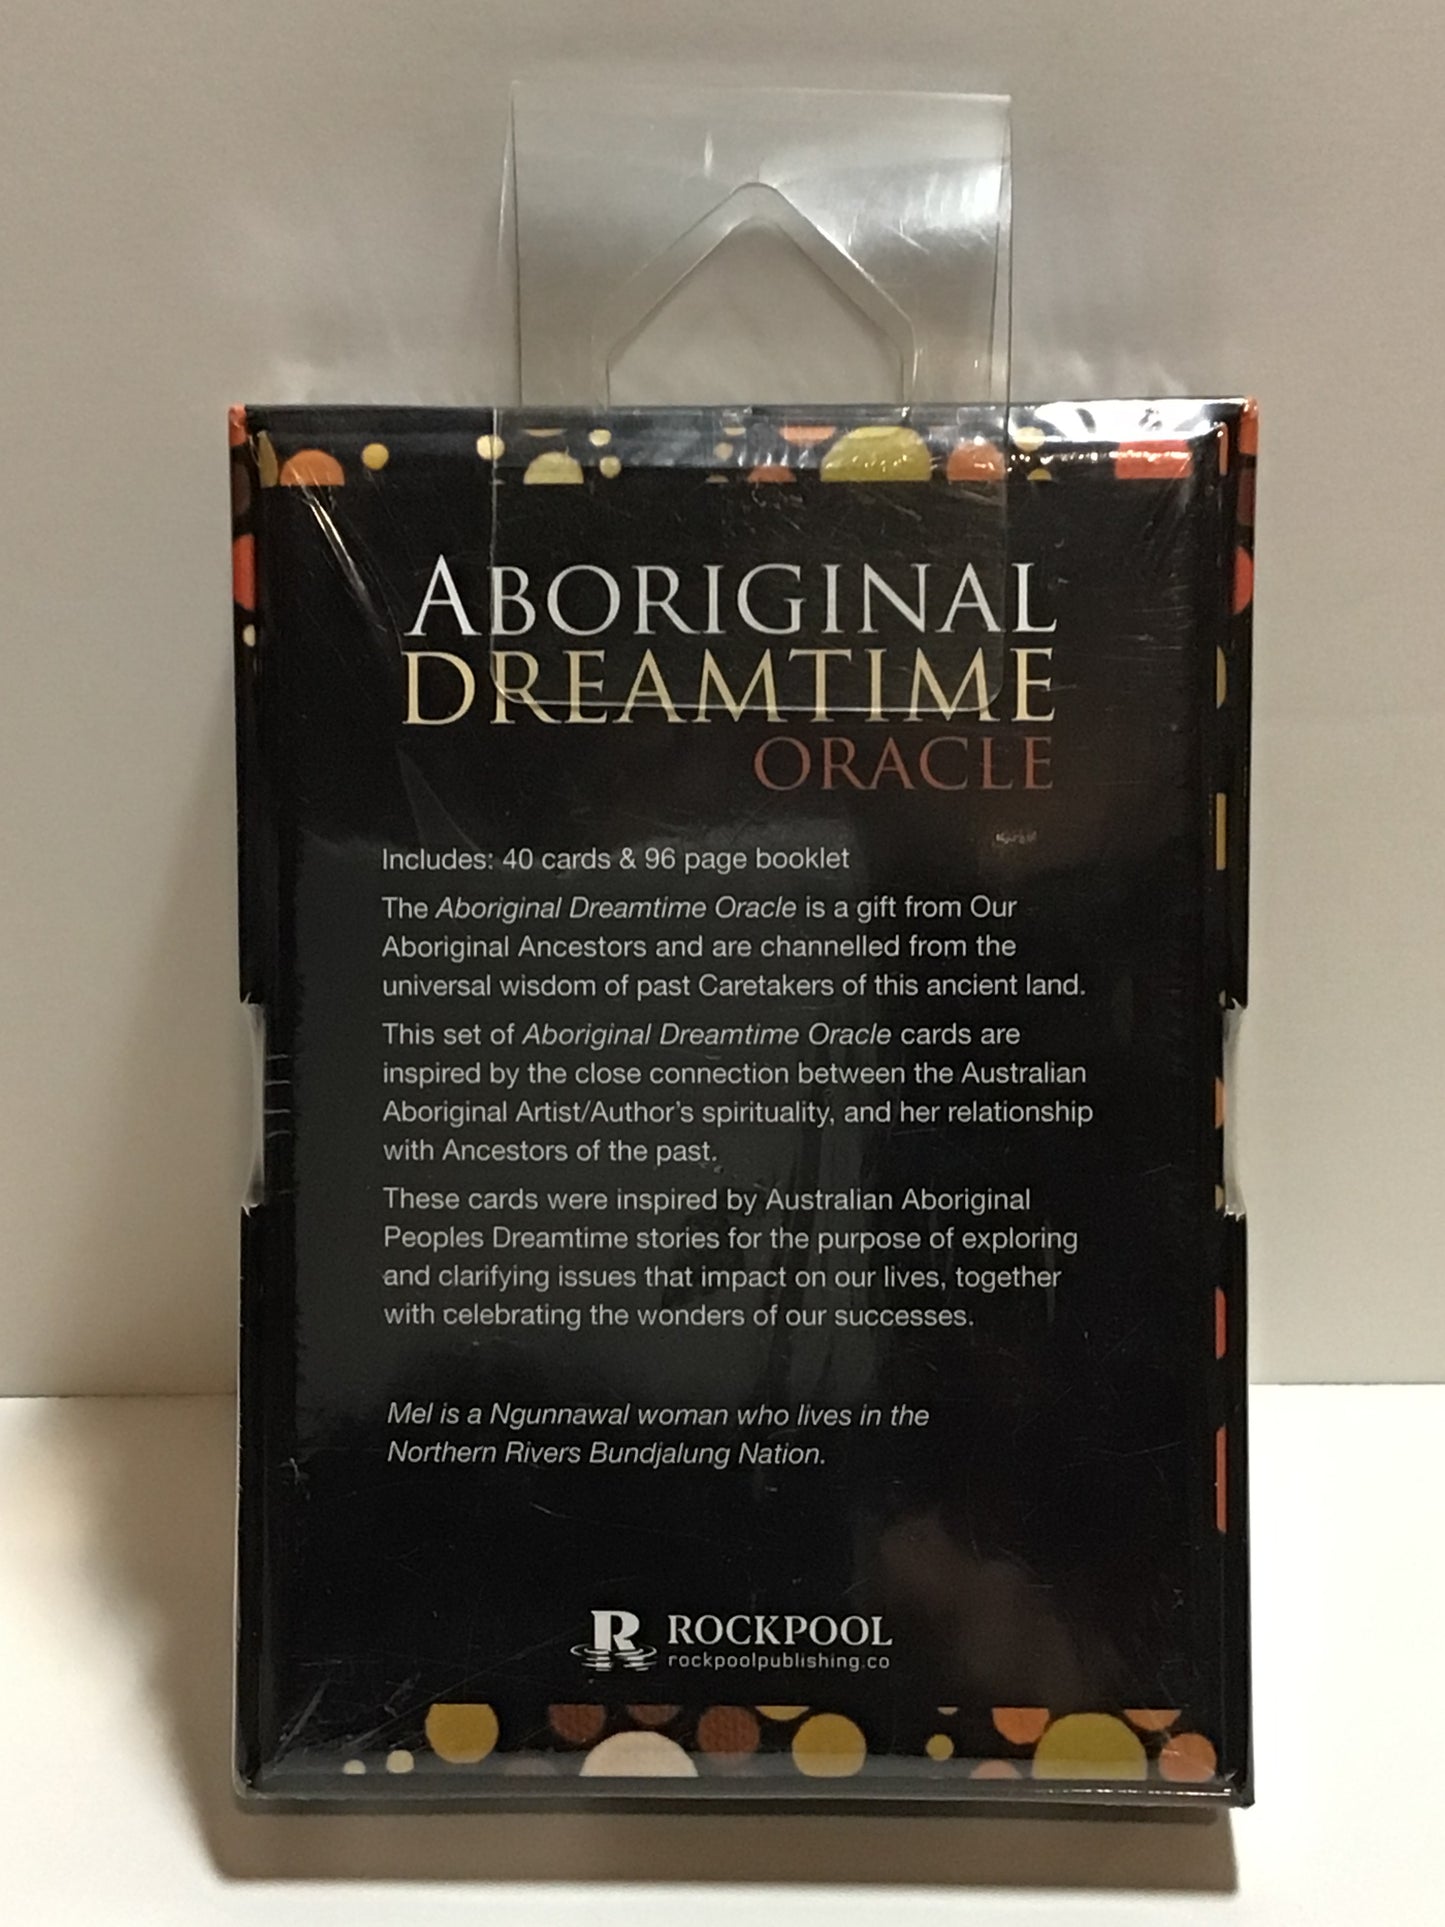 ABORIGINAL
DREAMTIME
ORACLE
Includes: 40 cards & 96 page booklet
The Aboriginal Dreamtime Oracle is a gift from Our
Aboriginal Ancestors and are channelled from the
universal wisdom of past Caretakers of this ancient land.
This set of Aboriginal Dreamtime Oracle cards are
inspired by the close connection between the Australian
Aboriginal Artist/Author's spirituality, and her relationship
with Ancestors of the past.
These cards were inspired by Australian Aboriginal
Peoples Dreamtime stories for the purpose of exploring
and clarifying issues that impact on our lives, together
with celebrating the wonders of our successes.
Mel is a Ngunnawal woman who lives in the
Northern Rivers Bundjalung Nation.
R ROCKPOOL
rockpoolpublishing.co